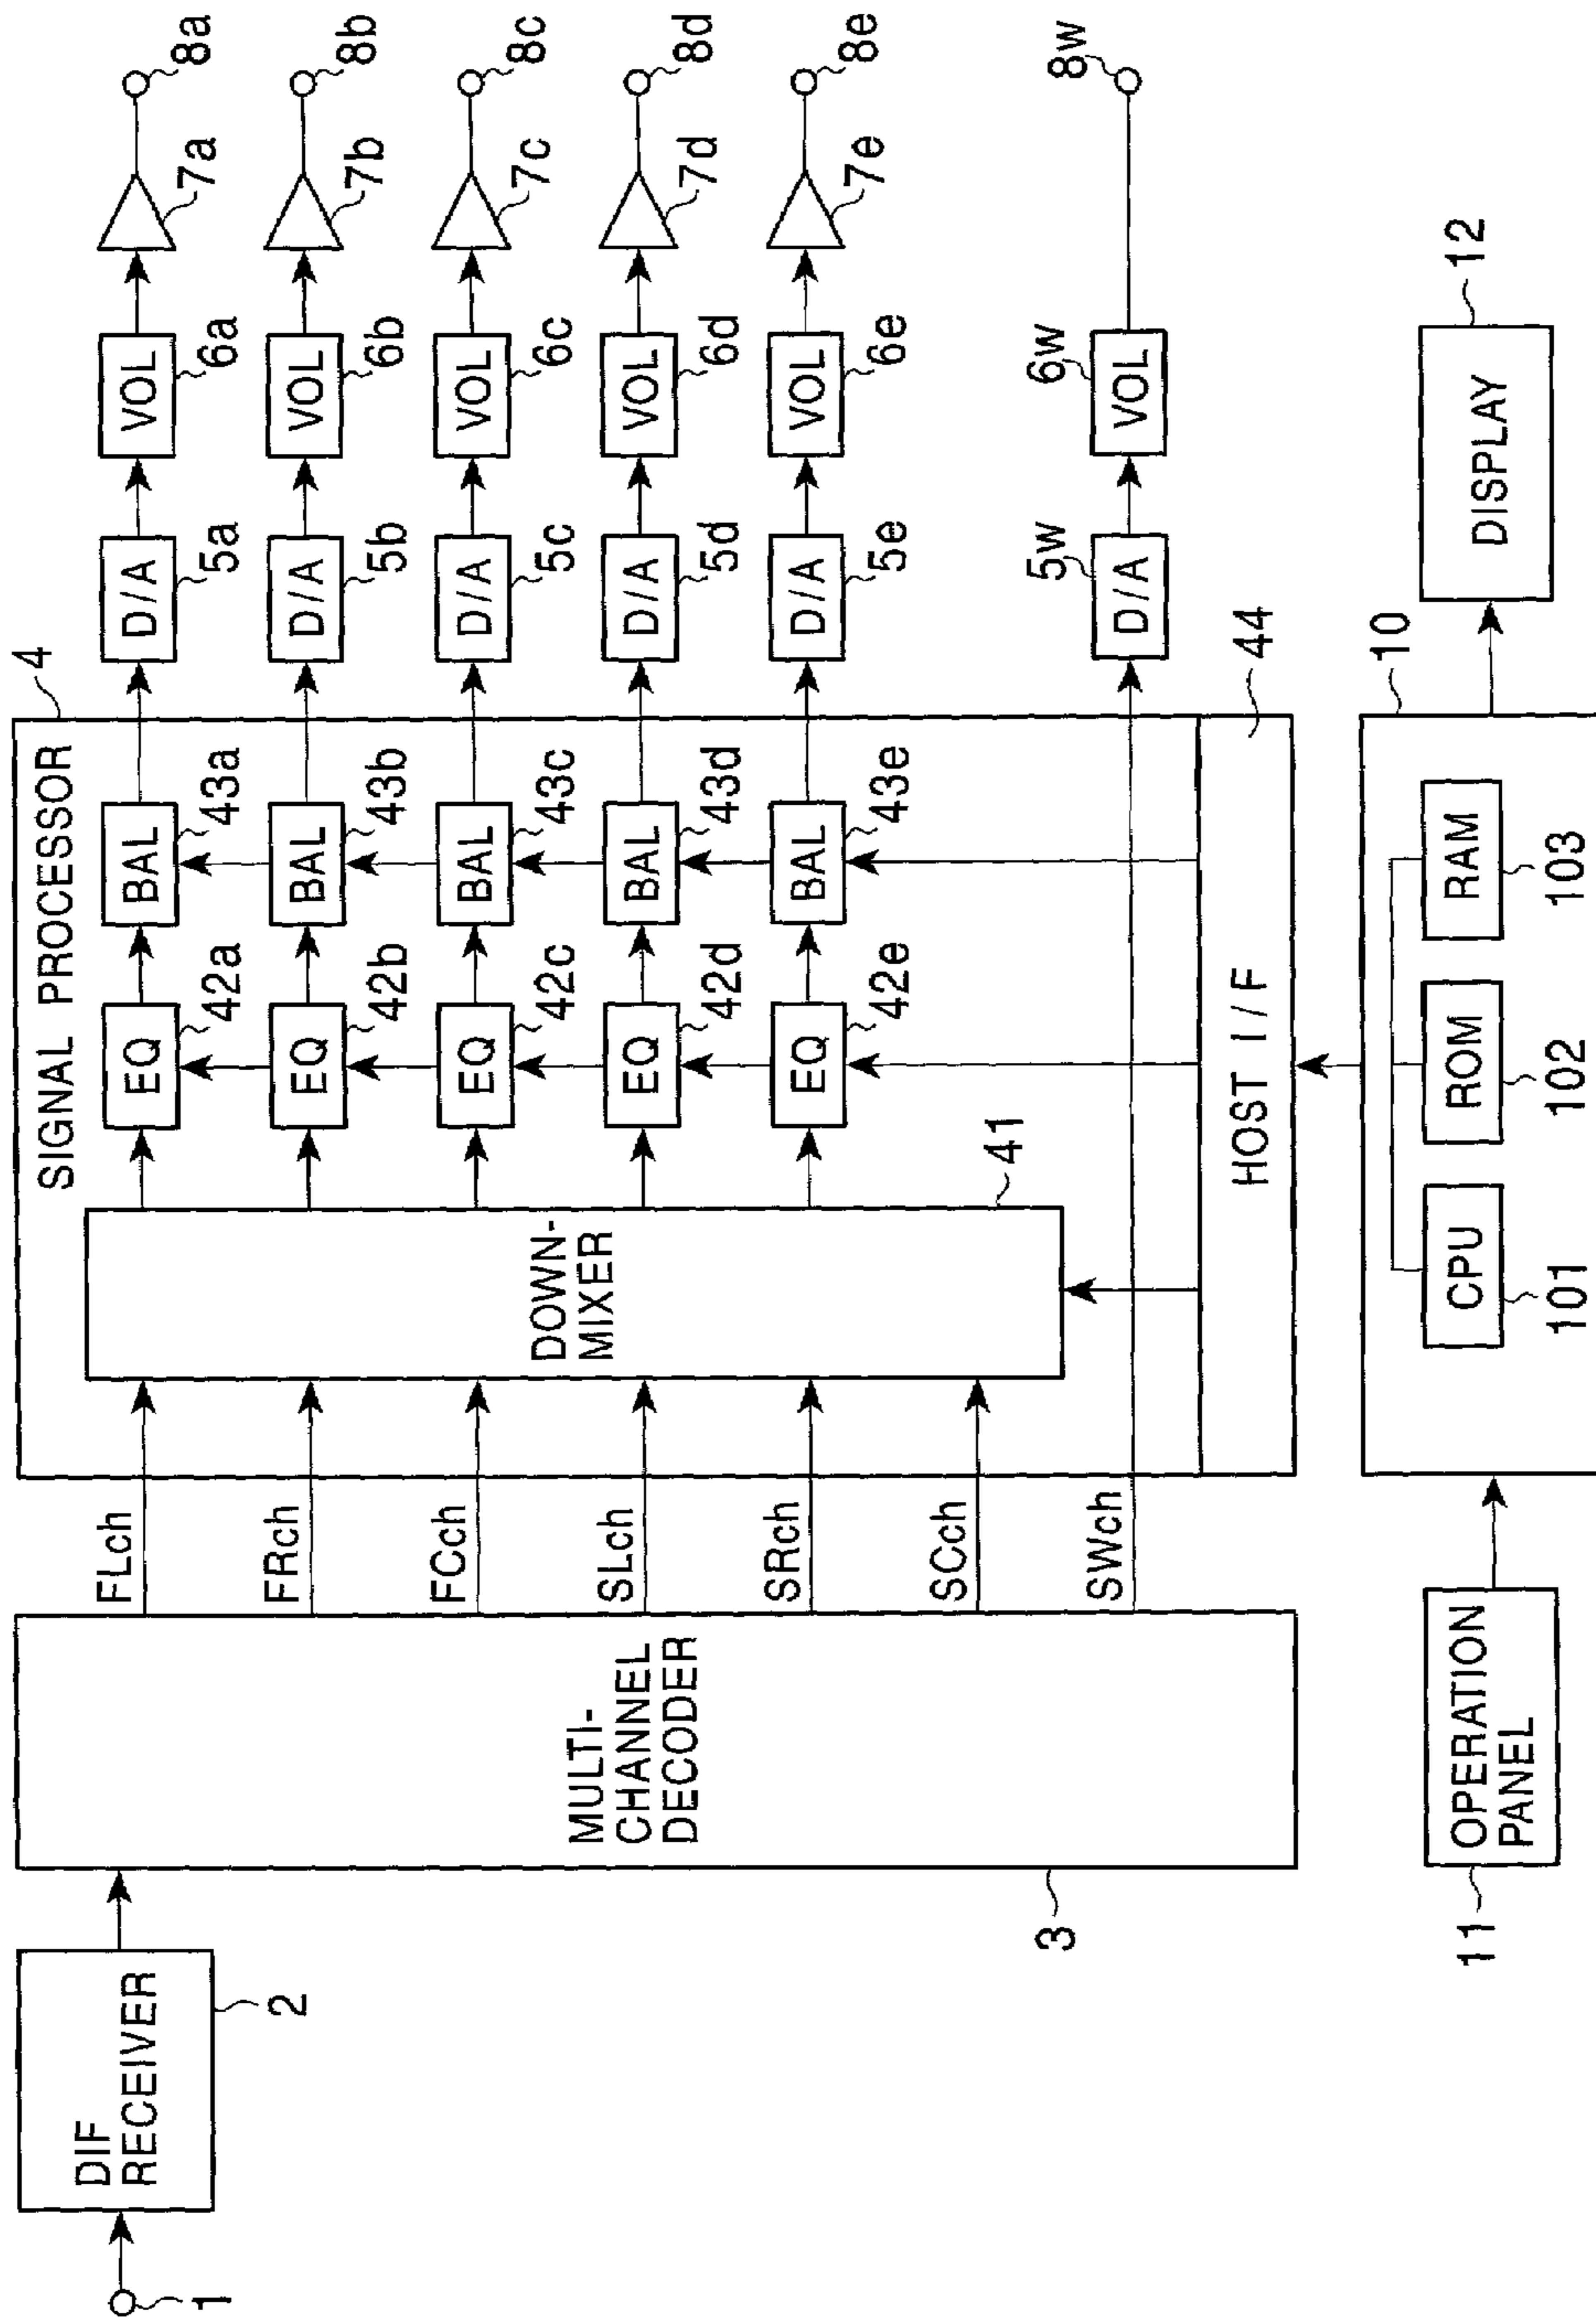 1
DIF
RECEIVER
2
MULTI-
CHANNEL
DECODER
3
FLch
FRch
FCch
SLch
SRch
SCch
SWch
SIGNAL PROCESSOR
4
DOWN-
MIXER
41
EQ
42a
BAL
43a
D/A
5a
VOL
6a
7a
8a
EQ
42b
BAL
43b
D/A
5b
VOL
6b
7b
8b
EQ
42c
BAL
43c
D/A
5c
VOL
6c
7c
8c
EQ
42d
BAL
43d
D/A
5d
VOL
6d
7d
8d
EQ
42e
BAL
43e
D/A
5e
VOL
6e
7e
8e
D/A
5w
VOL
6w
8w
HOST I/F
44
11
OPERATION
PANEL
10
CPU
101
ROM
102
RAM
103
DISPLAY
12